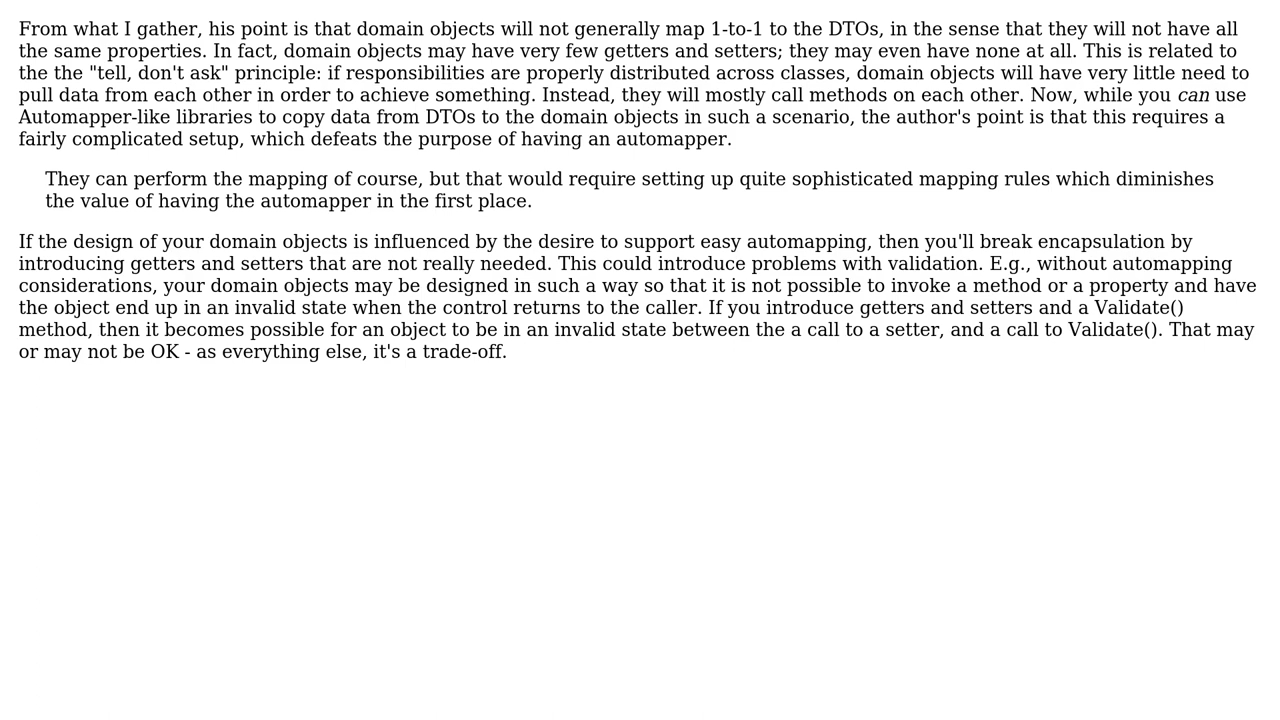 From what I gather, his point is that domain objects will not generally map 1-to-1 to the DTOs, in the sense that they will not have all
the same properties. In fact, domain objects may have very few getters and setters; they may even have none at all. This is related to
the the "tell, don't ask" principle: if responsibilities are properly distributed across classes, domain objects will have very little need to
pull data from each other in order to achieve something. Instead, they will mostly call methods on each other. Now, while you can use
Automapper-like libraries to copy data from DTOs to the domain objects in such a scenario, the author's point is that this requires a
fairly complicated setup, which defeats the purpose of having an automapper.
They can perform the mapping of course, but that would require setting up quite sophisticated mapping rules which diminishes
the value of having the automapper in the first place.
If the design of your domain objects is influenced by the desire to support easy automapping, then you'll break encapsulation by
introducing getters and setters that are not really needed. This could introduce problems with validation. E.g., without automapping
considerations, your domain objects may be designed in such a way so that it is not possible to invoke a method or a property and have
the object end up in an invalid state when the control returns to the caller. If you introduce getters and setters and a Validate()
method, then it becomes possible for an object to be in an invalid state between the a call to a setter, and a call to Validate(). That may
or may not be OK - as everything else, it's a trade-off.